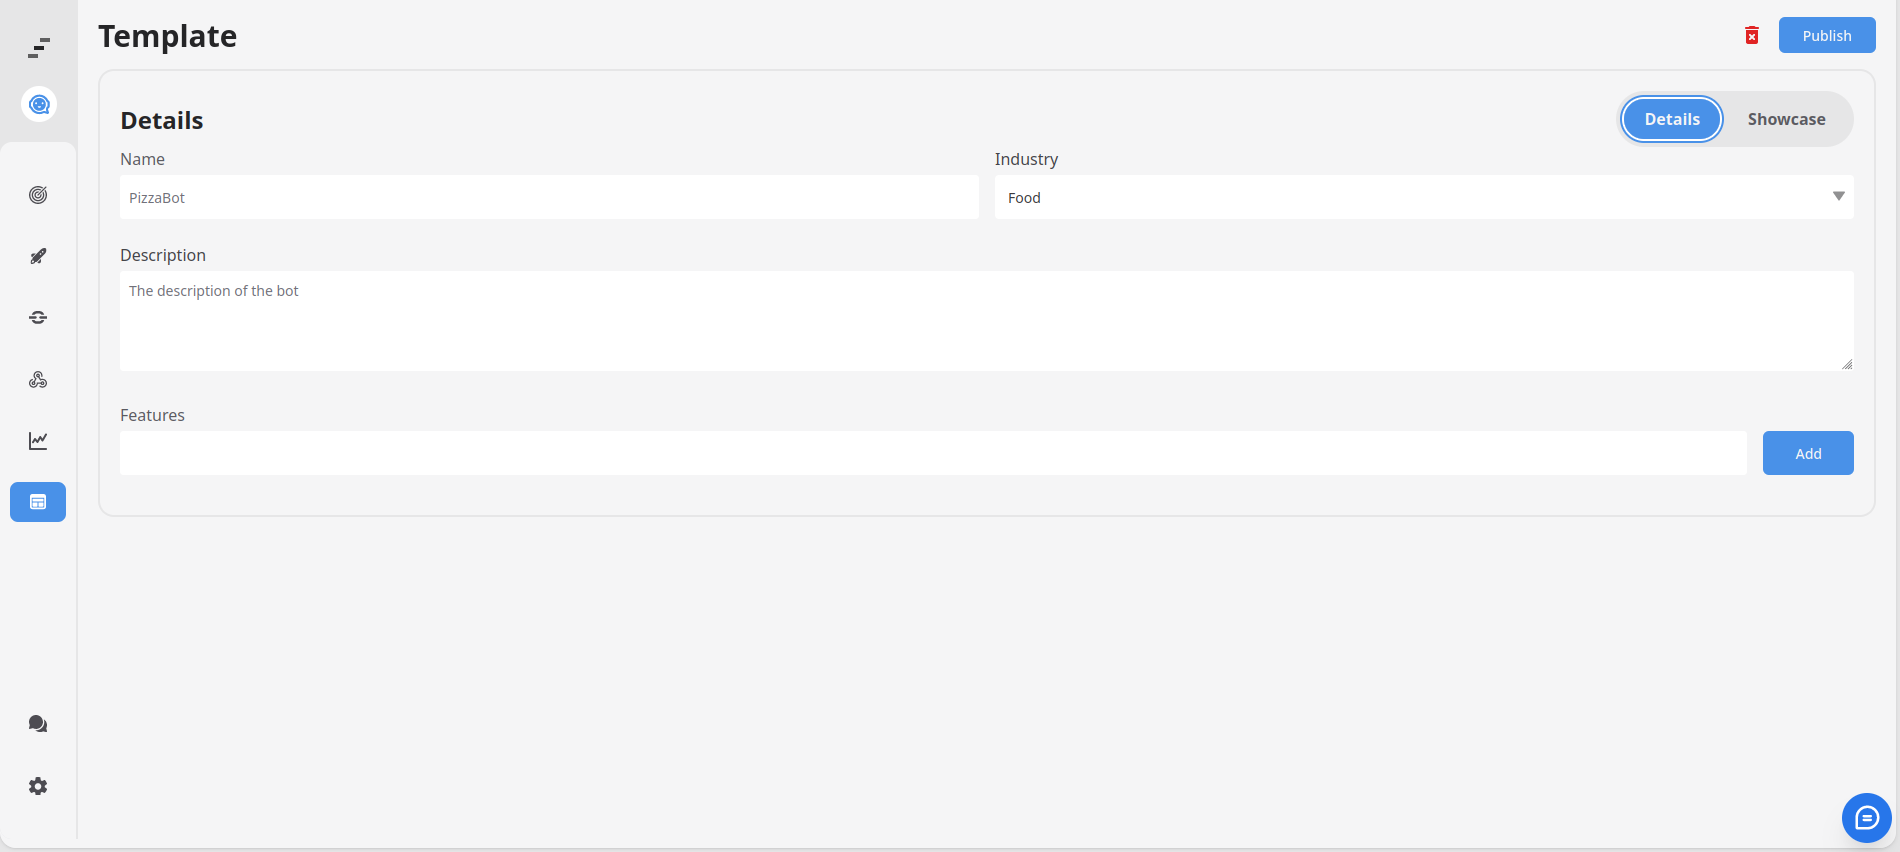 Template
Publish
Details
Details
Showcase
Name
Industry
PizzaBot
Food
Description
The description of the bot
Features
Add